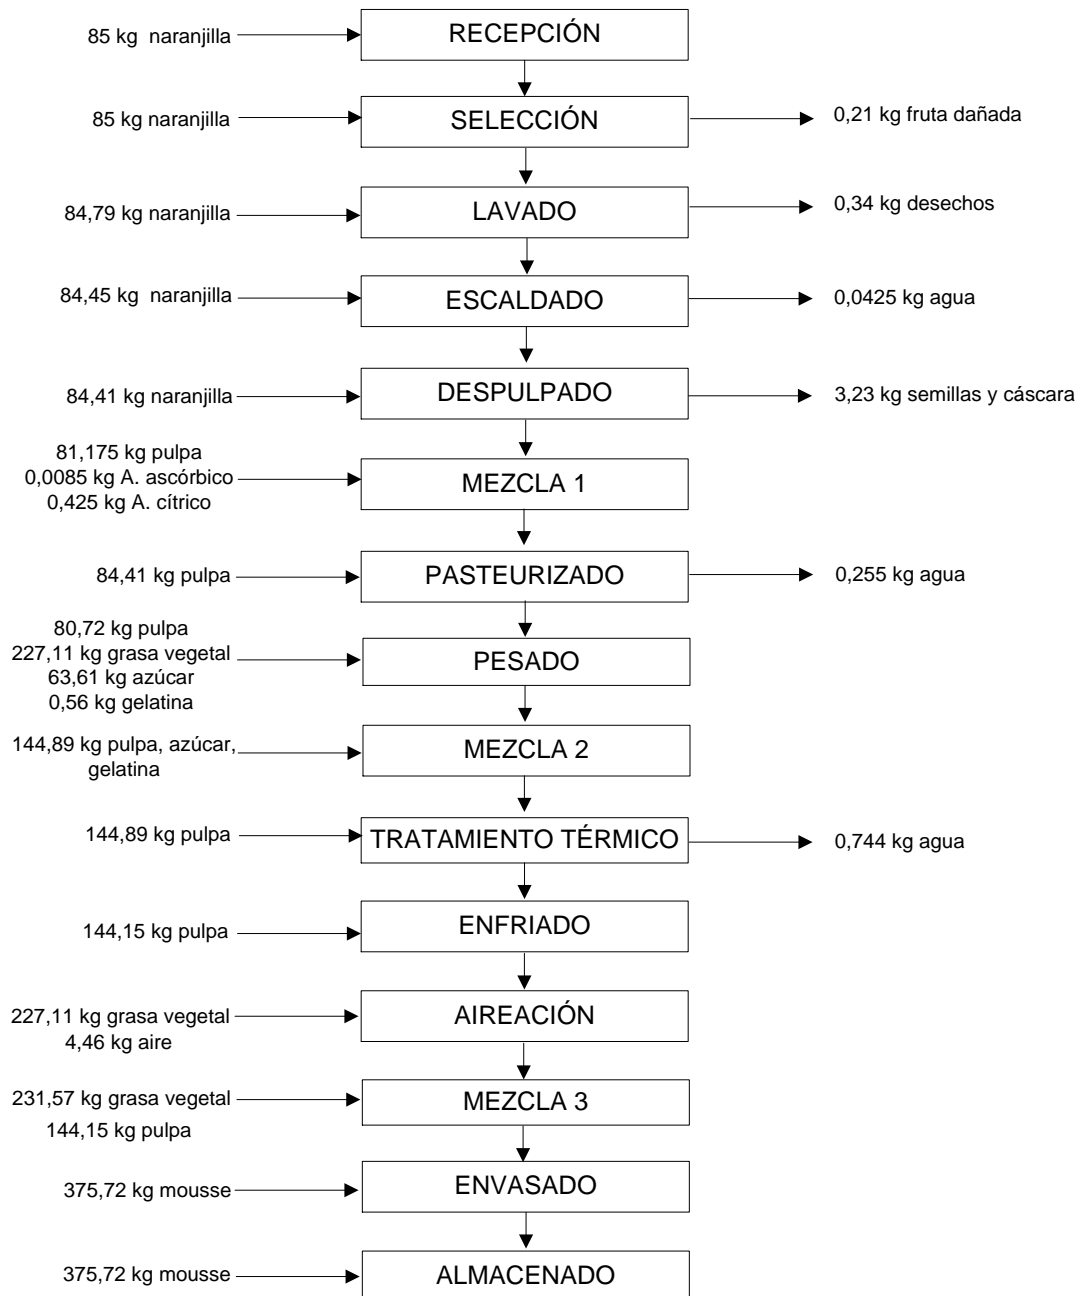 85 kg naranjilla
RECEPCIÓN
85 kg naranjilla
SELECCIÓN
0,21 kg fruta dañada
84,79 kg naranjilla
LAVADO
0,34 kg desechos
84,45 kg naranjilla
ESCALDADO
0,0425 kg agua
84,41 kg naranjilla
DESPULPADO
3,23 kg semillas y cáscara
81,175 kg pulpa
0,0085 kg A. ascórbico
0,425 kg A. cítrico
MEZCLA 1
84,41 kg pulpa
PASTEURIZADO
0,255 kg agua
80,72 kg pulpa
227,11 kg grasa vegetal
63,61 kg azúcar
0,56 kg gelatina
PESADO
144,89 kg pulpa, azúcar,
gelatina
MEZCLA 2
144,89 kg pulpa
TRATAMIENTO TÉRMICO
0,744 kg agua
144,15 kg pulpa
ENFRIADO
227,11 kg grasa vegetal
4,46 kg aire
AIREACIÓN
231,57 kg grasa vegetal
144,15 kg pulpa
MEZCLA 3
375,72 kg mousse
ENVASADO
375,72 kg mousse
ALMACENADO